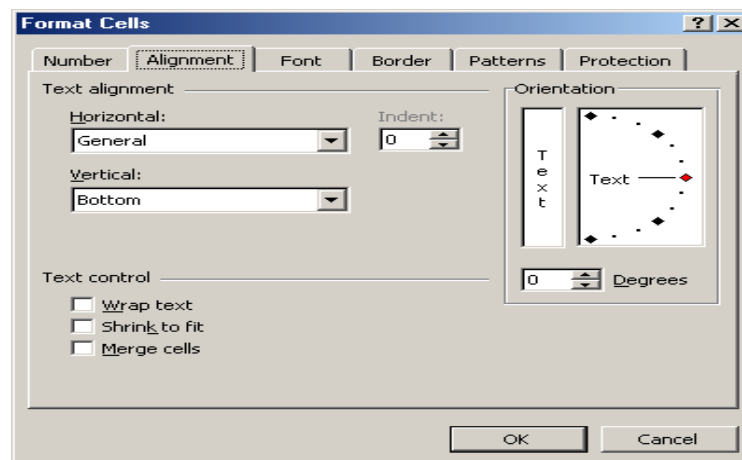 Format Cells
Number Alignment Font Border Patterns Protection
Text alignment
Horizontal:
General
Indent:
0
Vertical:
Bottom
Text control
Wrap text
Shrink to fit
Merge cells
Orientation
Text
Text
0 Degrees
OK Cancel